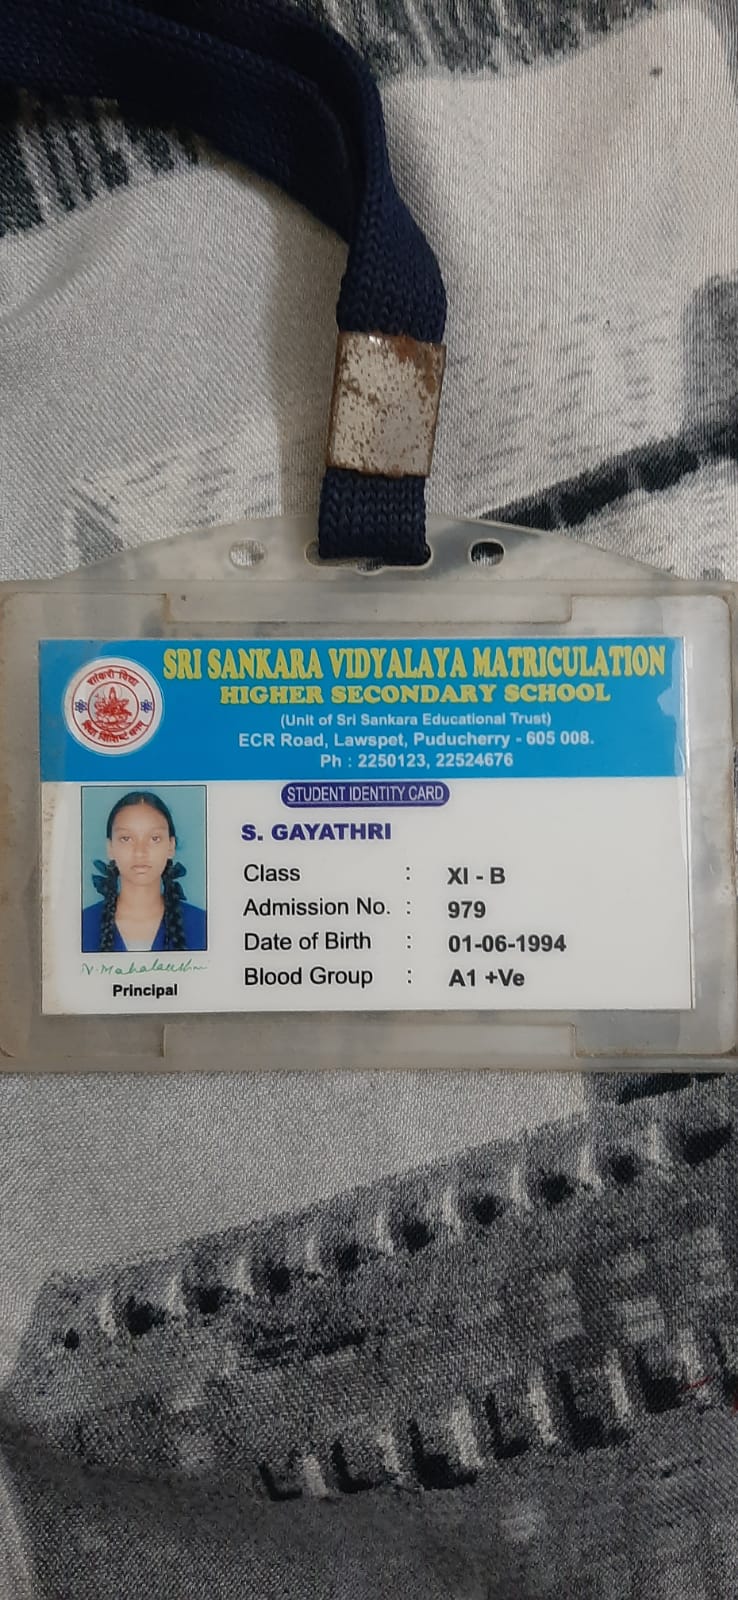 SRI SANKARA VIDYALAYA MATRICULATION
HIGHER SECONDARY SCHOOL
(Unit of Sri Sankara Educational Trust)
ECR Road, Lawspet, Puducherry - 605 008.
Ph : 2250123, 22524676
STUDENT IDENTITY CARD
S. GAYATHRI
Class : XI - B
Admission No. : 979
Date of Birth : 01-06-1994
Blood Group : A1 +Ve
Principal